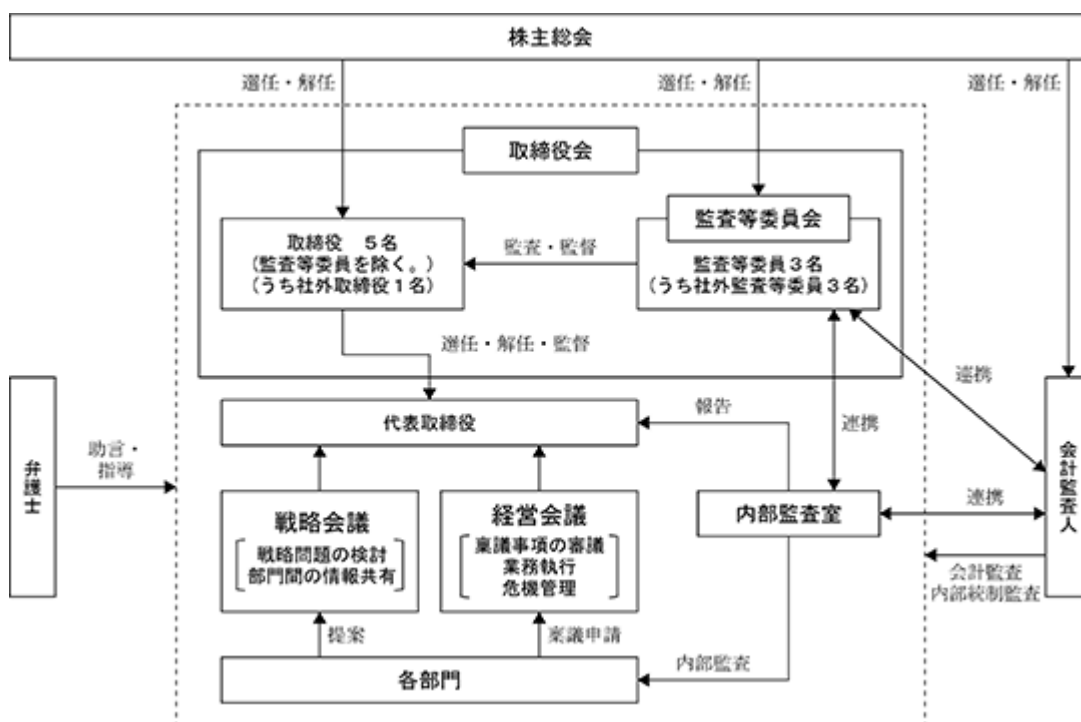 株主総会
選任・解任
選任・解任
選任・解任
取締役会
監査等委員会
取締役 5名
(監査等委員を除く。)
(うち社外取締役1名)
監査・監督
監査等委員3名
(うち社外監査等委員3名)
選任・解任・監督
連携
報告
連携
代表取締役
助言・
指導
弁護士
会計監査人
戦略会議
戦略問題の検討
部門間の情報共有
経営会議
稟議事項の審議
業務執行
危機管理
内部監査室
連携
会計監査
内部統制監査
提案
稟議申請
内部監査
各部門